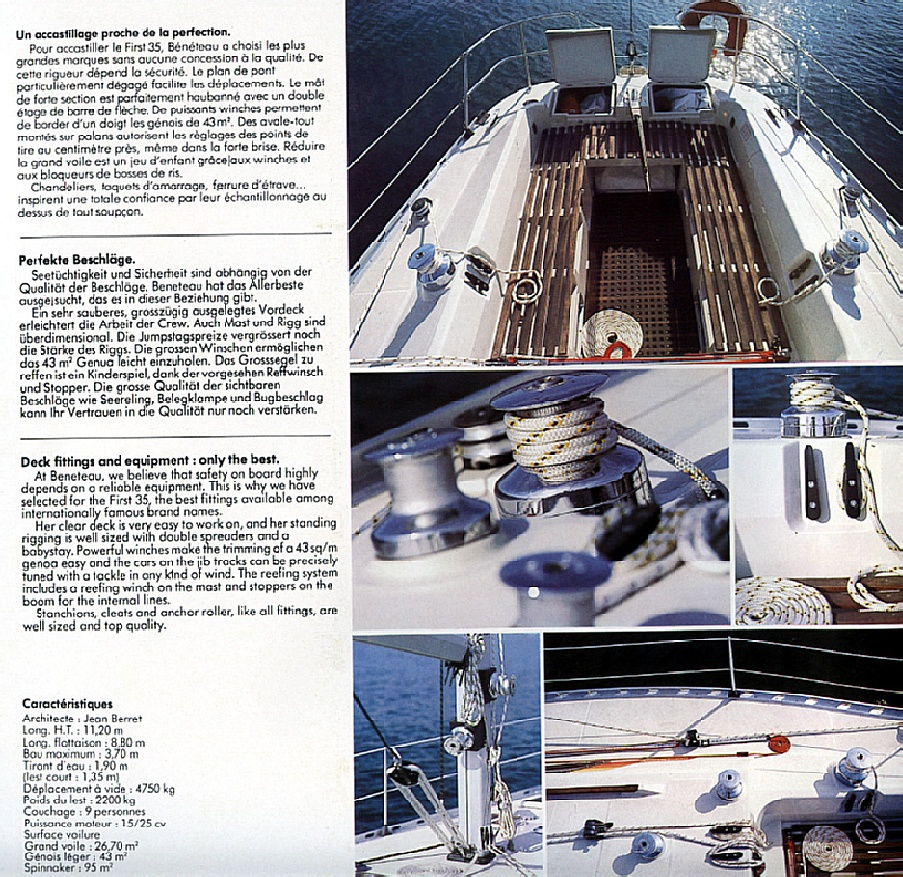 Un accastillage proche de la perfection.
Pour accastiller le First 35, Bénéteau a choisi les plus
grandes marques sans aucune concession à la qualité. De
cette rigueur dépend la sécurité. Le plan de pont
particulièrement dégagé facilite les déplacements. Le mât
de forte section est parfaitement haubanné avec un double
étage de barre de flèche. De puissants winches permettent
de border d'un doigt les génois de 43 m². Des avale-tout
montés sur palans autorisent les réglages des points de
tire au centimètre près, même dans la forte brise. Réduire
la grand voile est un jeu d'enfant grâce aux winches et
aux bloqueurs de bosses de ris.
Chandeliers, taquets d'amarrage, ferrure d'étrave...
inspirent une totale confiance par leur échantillonnage au
dessus de tout soupçon.
Perfekte Beschläge.
Seetüchtigkeit und Sicherheit sind abhängig von der
Qualität der Beschläge. Beneteau hat das Allerbeste
ausgesucht, das es in dieser Beziehung gibt.
Ein sehr sauberes, grosszügig ausgelegtes Vordeck
erleichtert die Arbeit der Crew. Auch Mast und Rigg sind
überdimensional. Die Jumpstagspreize vergrössert noch
die Stärke des Riggs. Die grossen Winschen ermöglichen
das 43 m² Genua leicht einzuholen. Das Grosssegel zu
reffen ist ein Kinderspiel, dank der vorgesehen Reffwinsch
und Stopper. Die grosse Qualität der sichtbaren
Beschläge wie Seereling, Belegklampe und Bugbeschlag
kann Ihr Vertrauen in die Qualität nur noch verstärken.
Deck fittings and equipment : only the best.
At Beneteau, we believe that safety on board highly
depends on a reliable equipment. This is why we have
selected for the First 35, the best fittings available among
internationally famous brand names.
Her clear deck is very easy to work on, and her standing
rigging is well sized with double spreaders and a
babystay. Powerful winches make the trimming of a 43 sq/m
genoa easy and the cars on the jib tracks can be precisely
tuned with a tackle in any kind of wind. The reefing system
includes a reefing winch on the mast and stoppers on the
boom for the internal lines.
Stanchions, cleats and anchor roller, like all fittings, are
well sized and top quality.
Caractéristiques
Architecte : Jean Berret
Long. H.T. : 11,20 m
Long. flottaison : 8,80 m
Bau maximum : 3,70 m
Tirant d'eau : 1,90 m
(lest court : 1,35 m)
Déplacement à vide : 4750 kg
Poids du lest : 2200 kg
Couchage : 9 personnes
Puissance moteur : 15/25 cv
Surface voilure
Grand voile : 26,70 m²
Génois léger : 43 m²
Spinnaker : 95 m²